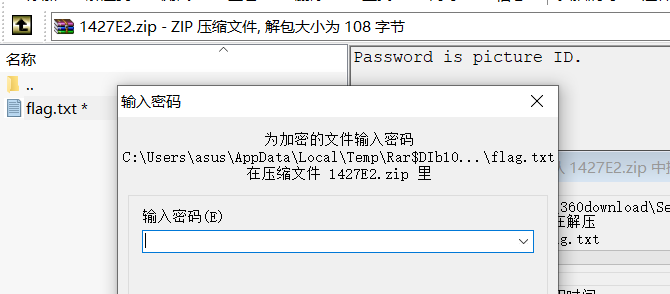 1427E2.zip - ZIP 压缩文件, 解包大小为 108 字节
名称
..
flag.txt *
Password is picture ID.
输入密码
为加密的文件输入密码
C:\Users\asus\AppData\Local\Temp\Rar$DIb10...\flag.txt
在压缩文件 1427E2.zip 里
输入密码(E)
1427E2.zip 中
360download\Se
在解压
g.txt